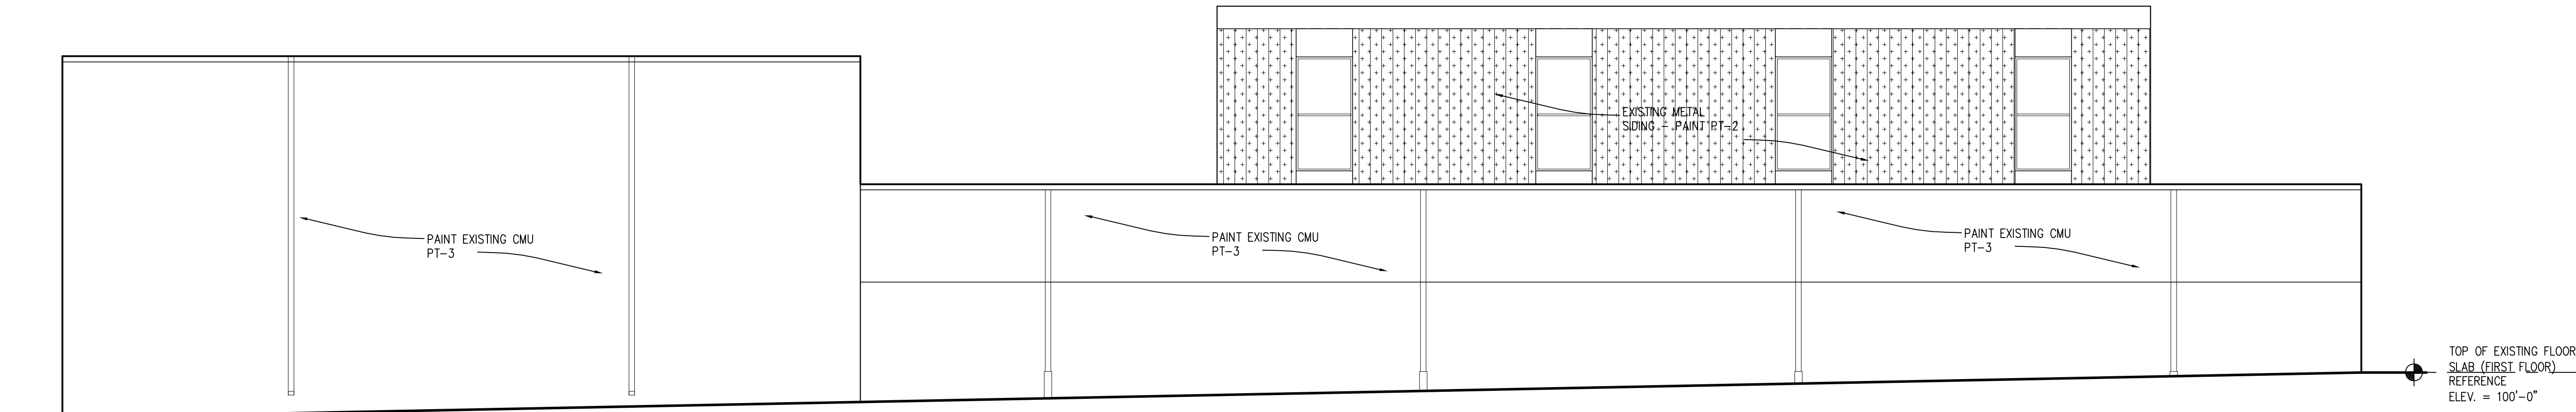 EXISTING METAL
SIDING - PAINT PT-2
PAINT EXISTING CMU
PT-3
PAINT EXISTING CMU
PT-3
PAINT EXISTING CMU
PT-3
TOP OF EXISTING FLOOR
SLAB (FIRST FLOOR)
REFERENCE
ELEV. = 100'-0"